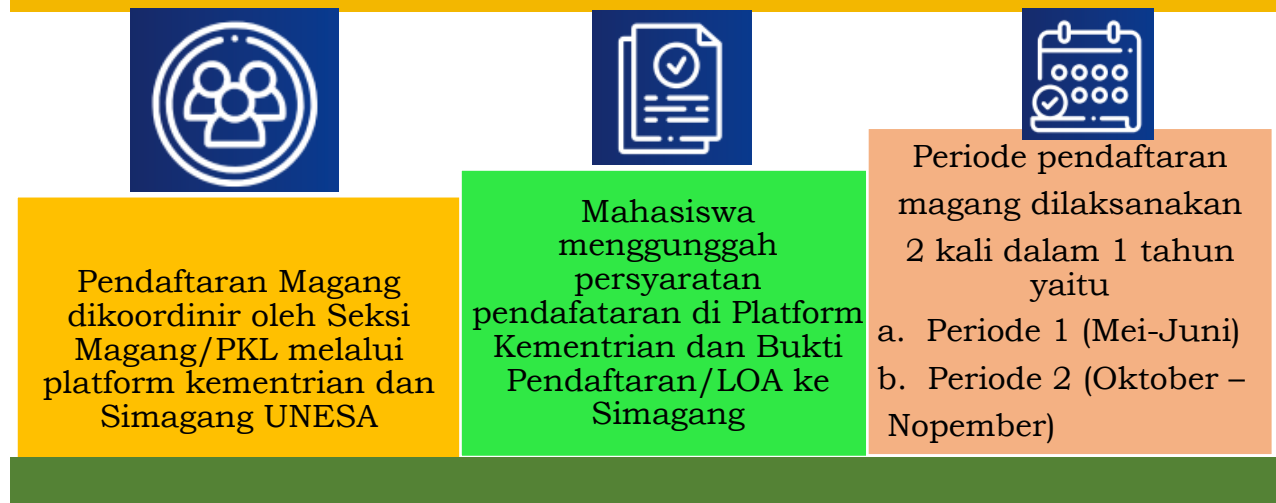 Pendaftaran Magang
dikoordinir oleh Seksi
Magang/PKL melalui
platform kementrian dan
Simagang UNESA
Mahasiswa
menggunggah
persyaratan
pendafataran di Platform
Kementrian dan Bukti
Pendaftaran/LOA ke
Simagang
Periode pendaftaran
magang dilaksanakan
2 kali dalam 1 tahun
yaitu
a. Periode 1 (Mei-Juni)
b. Periode 2 (Oktober –
Nopember)